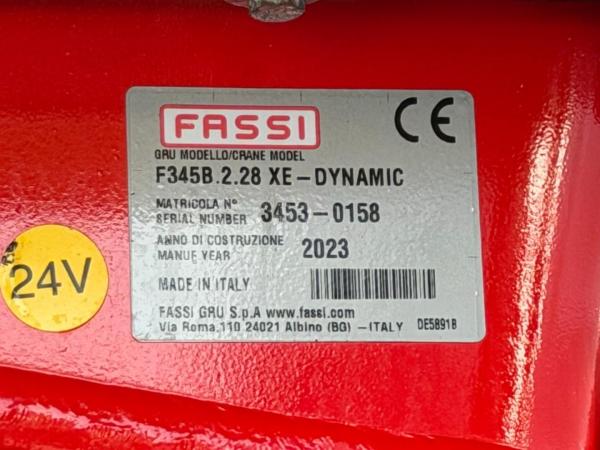 FASSI
CE
GRU MODELLO/CRANE MODEL
F345B.2.28 XE-DYNAMIC
MATRICOLA N°
SERIAL NUMBER 3453-0158
ANNO DI COSTRUZIONE
MANUF. YEAR 2023
MADE IN ITALY
FASSI GRU S.p.A www.fassi.com
Via Roma,110 24021 Albino (BG) -ITALY DE5891B
24V